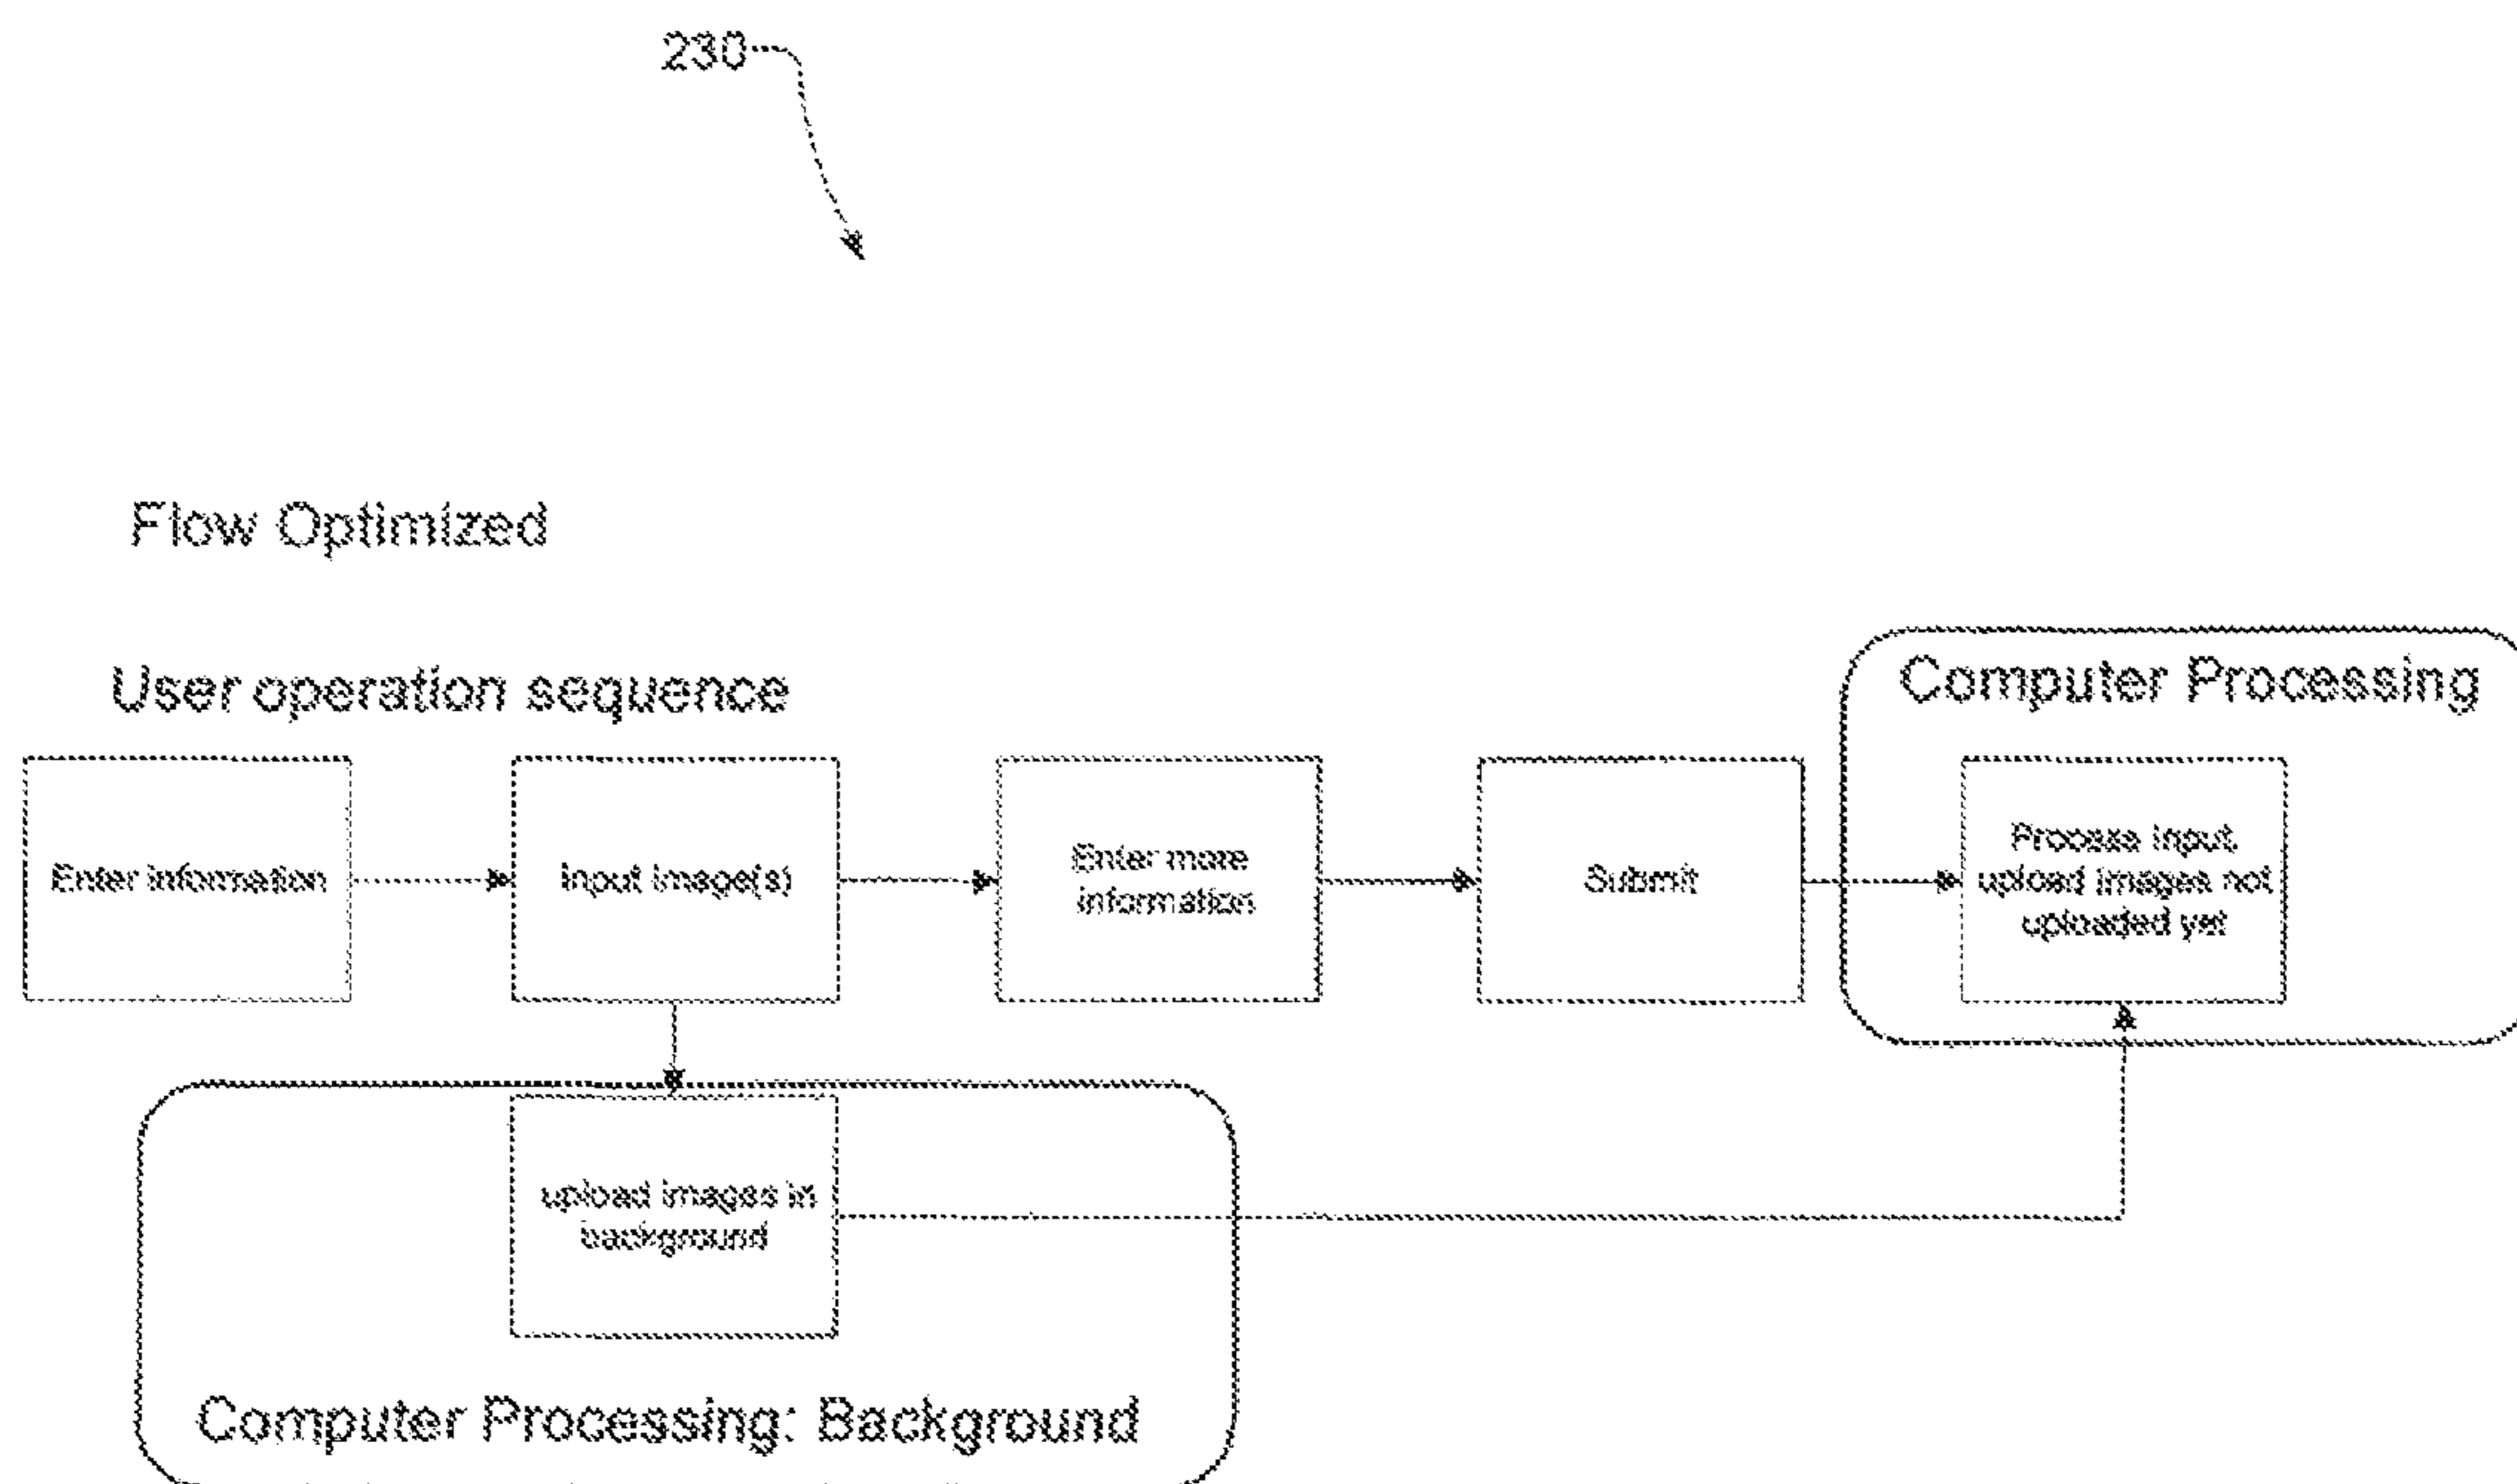 230
Flow Optimized
User operation sequence
Computer Processing
Enter information
Input Image(s)
Enter more
information
Submit
Process Input,
upload images not
uploaded yet
upload images in
background
Computer Processing: Background